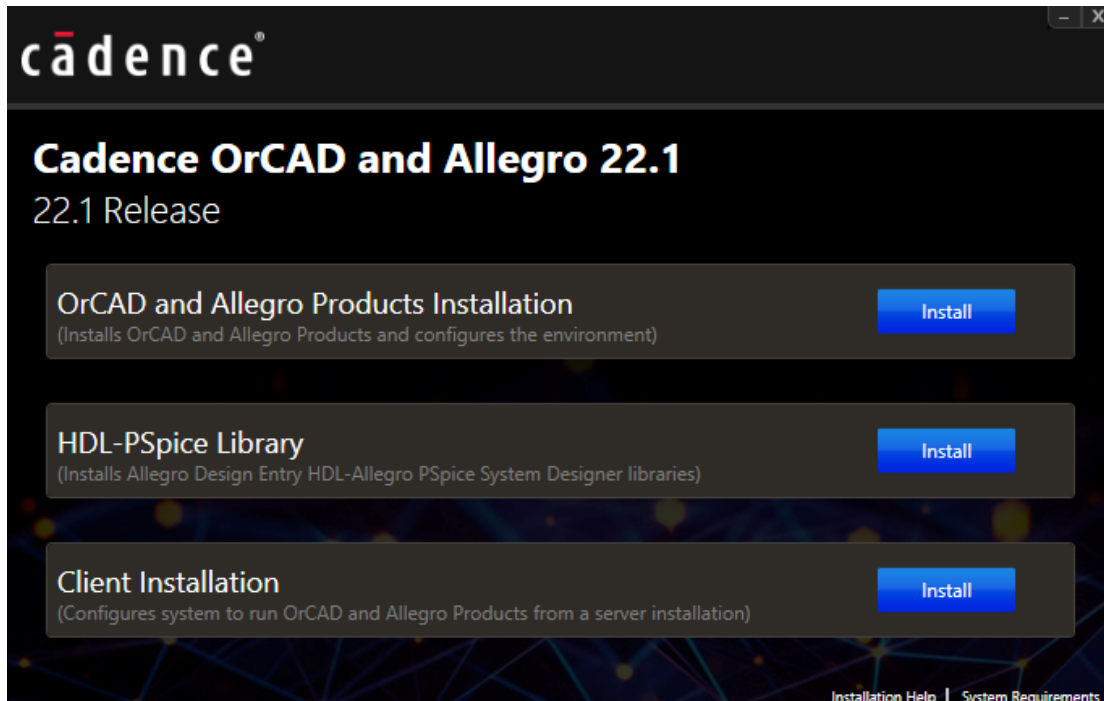 – X
cādence®
Cadence OrCAD and Allegro 22.1
22.1 Release
OrCAD and Allegro Products Installation
Install
(Installs OrCAD and Allegro Products and configures the environment)
HDL-PSpice Library
Install
(Installs Allegro Design Entry HDL-Allegro PSpice System Designer libraries)
Client Installation
Install
(Configures system to run OrCAD and Allegro Products from a server installation)
Installation Help | System Requirements